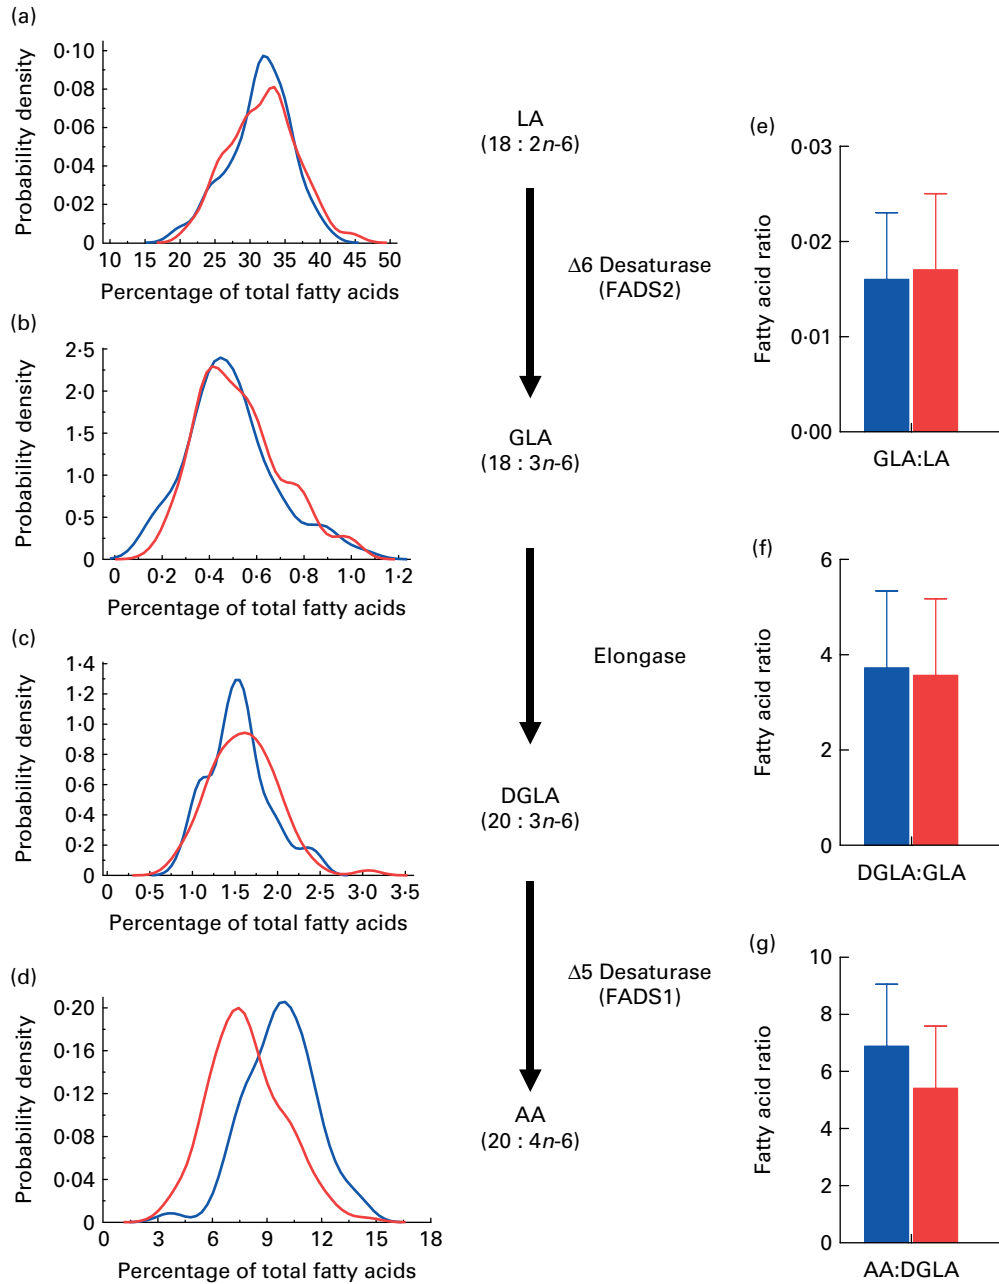 (a)
Probability density
0·10
0·08
0·06
0·04
0·02
0
10 15 20 25 30 35 40 45 50
Percentage of total fatty acids
(b)
Probability density
2·5
2·0
1·5
1·0
0·5
0
0 0·2 0·4 0·6 0·8 1·0 1·2
Percentage of total fatty acids
(c)
Probability density
1·4
1·2
1·0
0·8
0·6
0·4
0·2
0
0 0·5 1·0 1·5 2·0 2·5 3·0 3·5
Percentage of total fatty acids
(d)
Probability density
0·20
0·16
0·12
0·08
0·04
0
0 3 6 9 12 15 18
Percentage of total fatty acids
LA
(18 : 2n-6)
Δ6 Desaturase
(FADS2)
GLA
(18 : 3n-6)
Elongase
DGLA
(20 : 3n-6)
Δ5 Desaturase
(FADS1)
AA
(20 : 4n-6)
(e)
Fatty acid ratio
0·03
0·02
0·01
0·00
GLA:LA
(f)
Fatty acid ratio
6
4
2
0
DGLA:GLA
(g)
Fatty acid ratio
10
8
6
4
2
0
AA:DGLA